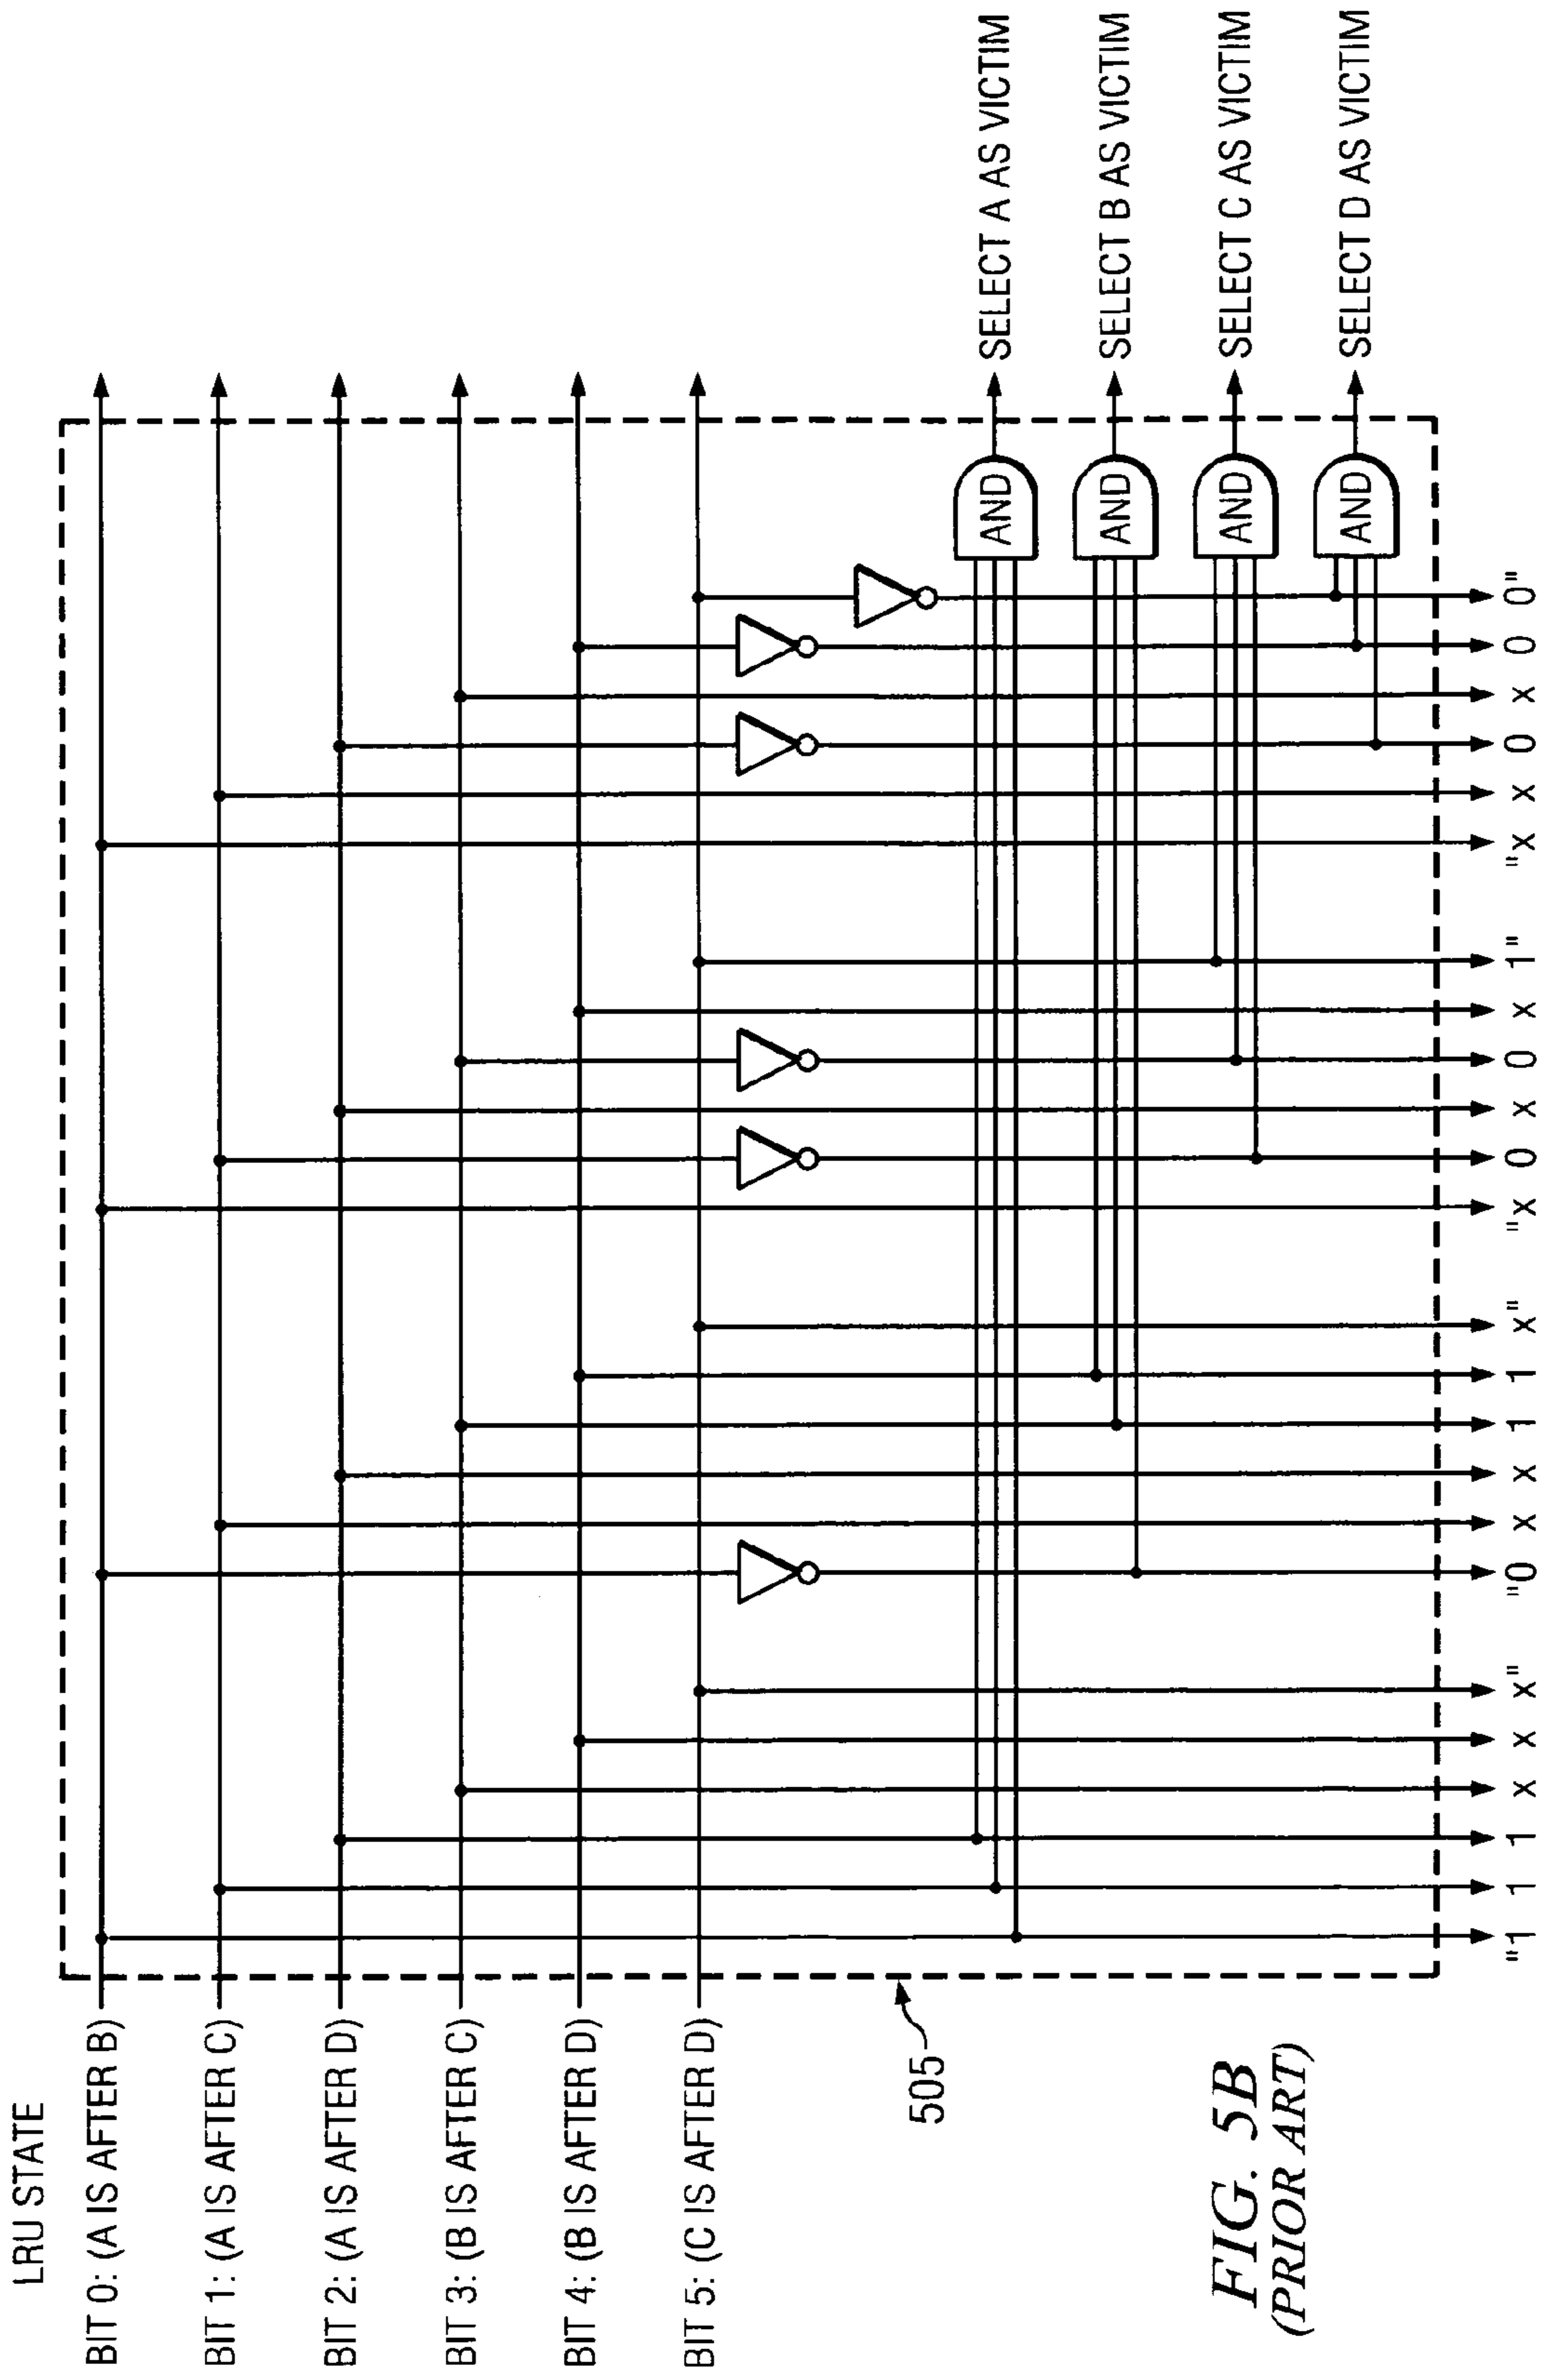 LRU STATE
BIT 0: (A IS AFTER B)
BIT 1: (A IS AFTER C)
BIT 2: (A IS AFTER D)
BIT 3: (B IS AFTER C)
BIT 4: (B IS AFTER D)
BIT 5: (C IS AFTER D)
505
AND
SELECT A AS VICTIM
AND
SELECT B AS VICTIM
AND
SELECT C AS VICTIM
AND
SELECT D AS VICTIM
"1 1 1 x x x" "0 x x 1 1 x" "x 0 x 0 x 1" "x x 0 x 0 0"
FIG. 5B
(PRIOR ART)